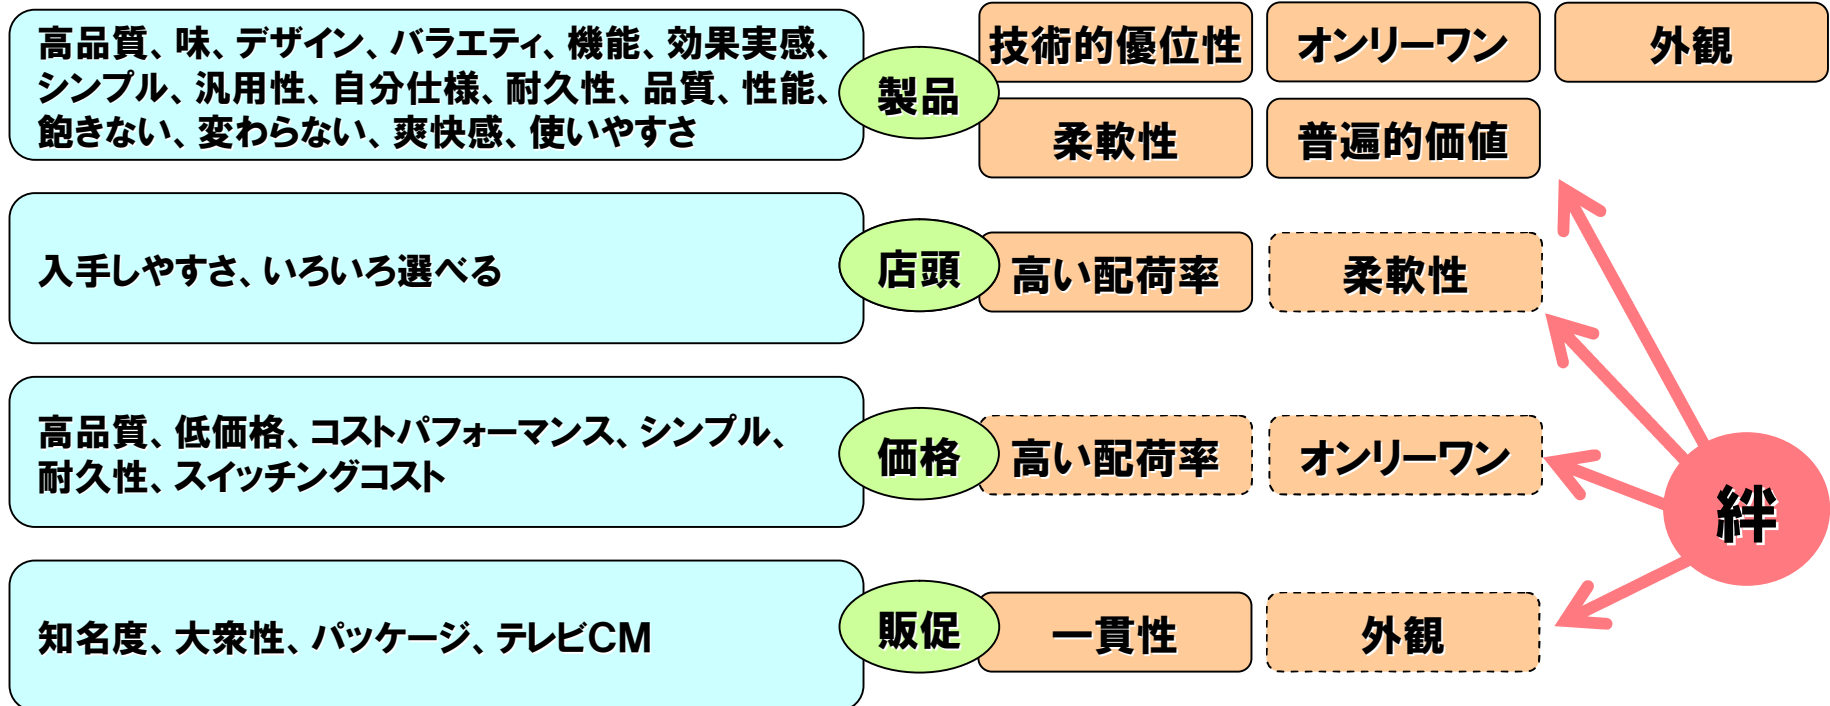 高品質、味、デザイン、バラエティ、機能、効果実感、
シンプル、汎用性、自分仕様、耐久性、品質、性能、
飽きない、変わらない、爽快感、使いやすさ
製品
技術的優位性
オンリーワン
外観
柔軟性
普遍的価値
入手しやすさ、いろいろ選べる
店頭
高い配荷率
柔軟性
高品質、低価格、コストパフォーマンス、シンプル、
耐久性、スイッチングコスト
価格
高い配荷率
オンリーワン
絆
知名度、大衆性、パッケージ、テレビCM
販促
一貫性
外観